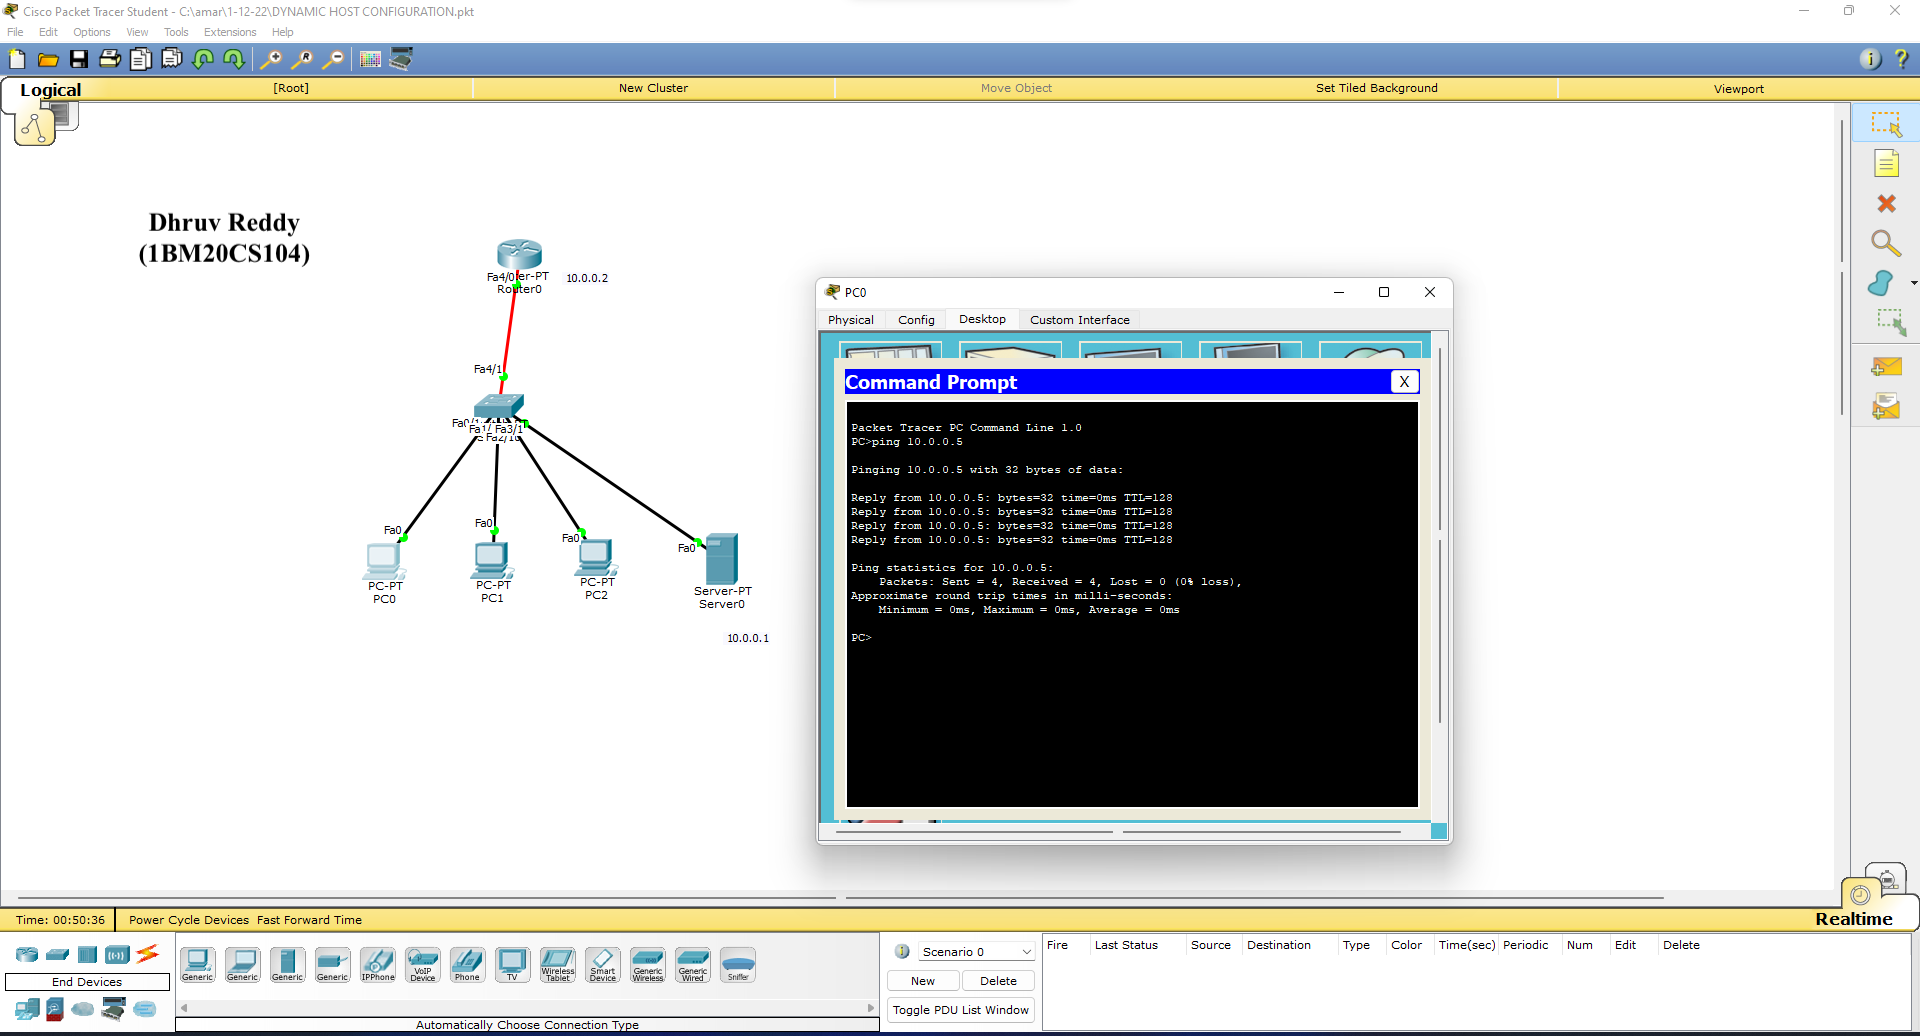 Cisco Packet Tracer Student - C:\amar\1-12-22\DYNAMIC HOST CONFIGURATION.pkt
File Edit Options View Tools Extensions Help
Logical [Root] New Cluster Move Object Set Tiled Background Viewport
Dhruv Reddy
(1BM20CS104)
Fa4/0 er-PT
Router0
10.0.0.2
Fa4/1
Fa3/1
Fa0
PC-PT
PC0
Fa0
PC-PT
PC1
Fa0
PC-PT
PC2
Fa0
Server-PT
Server0
10.0.0.1
PC0
Physical Config Desktop Custom Interface
Command Prompt X
Packet Tracer PC Command Line 1.0
PC>ping 10.0.0.5
Pinging 10.0.0.5 with 32 bytes of data:
Reply from 10.0.0.5: bytes=32 time=0ms TTL=128
Reply from 10.0.0.5: bytes=32 time=0ms TTL=128
Reply from 10.0.0.5: bytes=32 time=0ms TTL=128
Reply from 10.0.0.5: bytes=32 time=0ms TTL=128
Ping statistics for 10.0.0.5:
Packets: Sent = 4, Received = 4, Lost = 0 (0% loss),
Approximate round trip times in milli-seconds:
Minimum = 0ms, Maximum = 0ms, Average = 0ms
PC>
Time: 00:50:36 Power Cycle Devices Fast Forward Time
Realtime
End Devices
Generic Generic Generic Generic IPPhone VoIP Device Phone TV Wireless Tablet Smart Device Generic Wireless Generic Wired Sniffer
Automatically Choose Connection Type
Scenario 0
New Delete
Toggle PDU List Window
Fire Last Status Source Destination Type Color Time(sec) Periodic Num Edit Delete